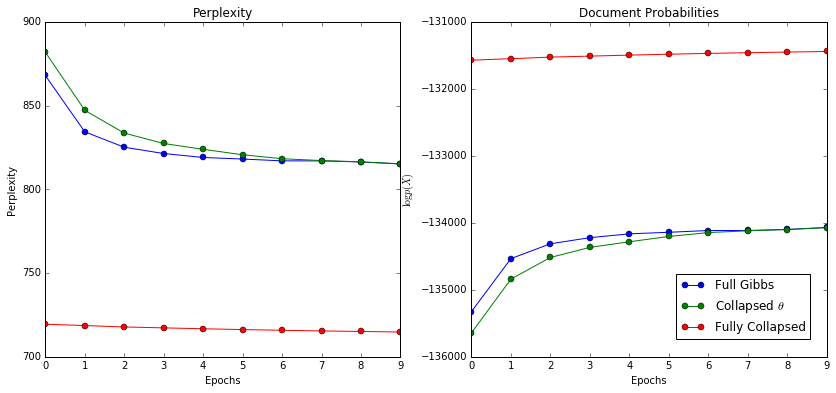 Perplexity
900
850
800
750
700
Perplexity
0 1 2 3 4 5 6 7 8 9
Epochs
Document Probabilities
−131000
−132000
−133000
−134000
−135000
−136000
log p(X)
0 1 2 3 4 5 6 7 8 9
Epochs
Full Gibbs
Collapsed θ
Fully Collapsed